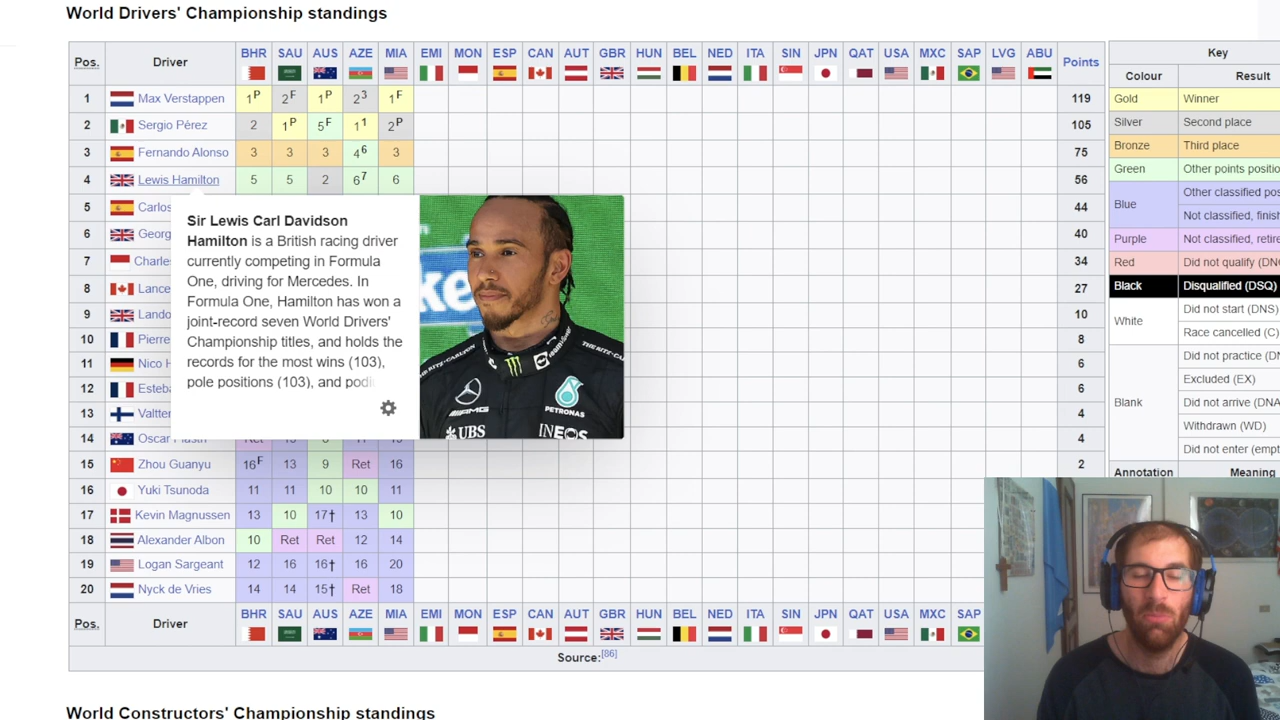 World Drivers' Championship standings
Pos. Driver BHR SAU AUS AZE MIA EMI MON ESP CAN AUT GBR HUN BEL NED ITA SIN JPN QAT USA MXC SAP LVG ABU Points
1 Max Verstappen 1P 2F 1P 23 1F 119
2 Sergio Pérez 2 1P 5F 11 2P 105
3 Fernando Alonso 3 3 3 46 3 75
4 Lewis Hamilton 5 5 2 67 6 56
5 Carlos 44
6 Georg 40
7 Charle 34
8 Lance 27
9 Lando 10
10 Pierre 8
11 Nico H 6
12 Esteb 6
13 Valtter 4
14 Oscar Piastri Ret 15 8 11 19 4
15 Zhou Guanyu 16F 13 9 Ret 16 2
16 Yuki Tsunoda 11 11 10 10 11
17 Kevin Magnussen 13 10 17† 13 10
18 Alexander Albon 10 Ret Ret 12 14
19 Logan Sargeant 12 16 16† 16 20
20 Nyck de Vries 14 14 15† Ret 18
Pos. Driver BHR SAU AUS AZE MIA EMI MON ESP CAN AUT GBR HUN BEL NED ITA SIN JPN QAT USA MXC SAP
Source:[86]
Sir Lewis Carl Davidson
Hamilton is a British racing driver
currently competing in Formula
One, driving for Mercedes. In
Formula One, Hamilton has won a
joint-record seven World Drivers'
Championship titles, and holds the
records for the most wins (103),
pole positions (103), and podi
AMG
PETRONAS
UBS
INEOS
Key
Colour Result
Gold Winner
Silver Second place
Bronze Third place
Green Other points positio
Blue Other classified pos
Not classified, finish
Purple Not classified, retire
Red Did not qualify (DNQ
Black Disqualified (DSQ)
White Did not start (DNS)
Race cancelled (C)
Blank Did not practice (DN
Excluded (EX)
Did not arrive (DNA
Withdrawn (WD)
Did not enter (empt
Annotation Meaning
World Constructors' Championship standings